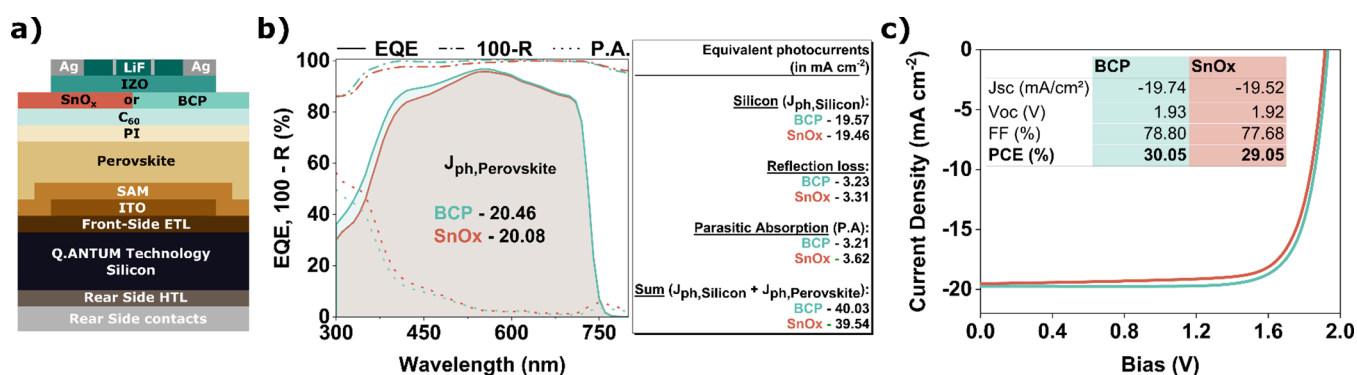 a)
Ag LiF Ag
IZO
SnOx or BCP
C60
PI
Perovskite
SAM
ITO
Front-Side ETL
Q.ANTUM Technology
Silicon
Rear Side HTL
Rear Side contacts
b)
EQE 100-R P.A.
EQE, 100 - R (%)
100
80
60
40
20
0
Jph,Perovskite
BCP - 20.46
SnOx - 20.08
300 450 600 750
Wavelength (nm)
Equivalent photocurrents
(in mA cm-2)
Silicon (Jph,Silicon):
BCP - 19.57
SnOx - 19.46
Reflection loss:
BCP - 3.23
SnOx - 3.31
Parasitic Absorption (P.A):
BCP - 3.21
SnOx - 3.62
Sum (Jph,Silicon + Jph,Perovskite):
BCP - 40.03
SnOx - 39.54
c)
Current Density (mA cm-2)
0
-5
-10
-15
-20
BCP SnOx
Jsc (mA/cm²) -19.74 -19.52
Voc (V) 1.93 1.92
FF (%) 78.80 77.68
PCE (%) 30.05 29.05
0.0 0.4 0.8 1.2 1.6 2.0
Bias (V)